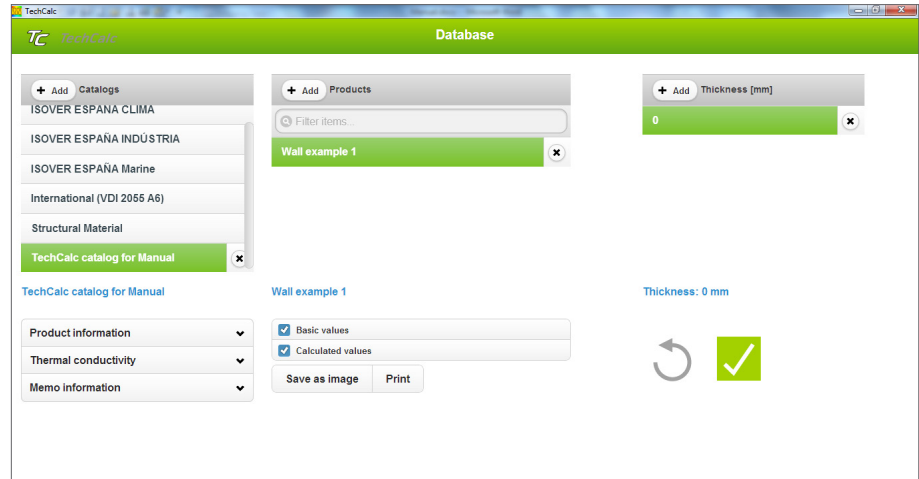 TechCalc
TC TechCalc
Database
+ Add Catalogs
ISOVER ESPAÑA CLIMA
ISOVER ESPAÑA INDÚSTRIA
ISOVER ESPAÑA Marine
International (VDI 2055 A6)
Structural Material
TechCalc catalog for Manual
+ Add Products
Filter items...
Wall example 1
+ Add Thickness [mm]
0
TechCalc catalog for Manual
Product information
Thermal conductivity
Memo information
Wall example 1
Basic values
Calculated values
Save as image Print
Thickness: 0 mm